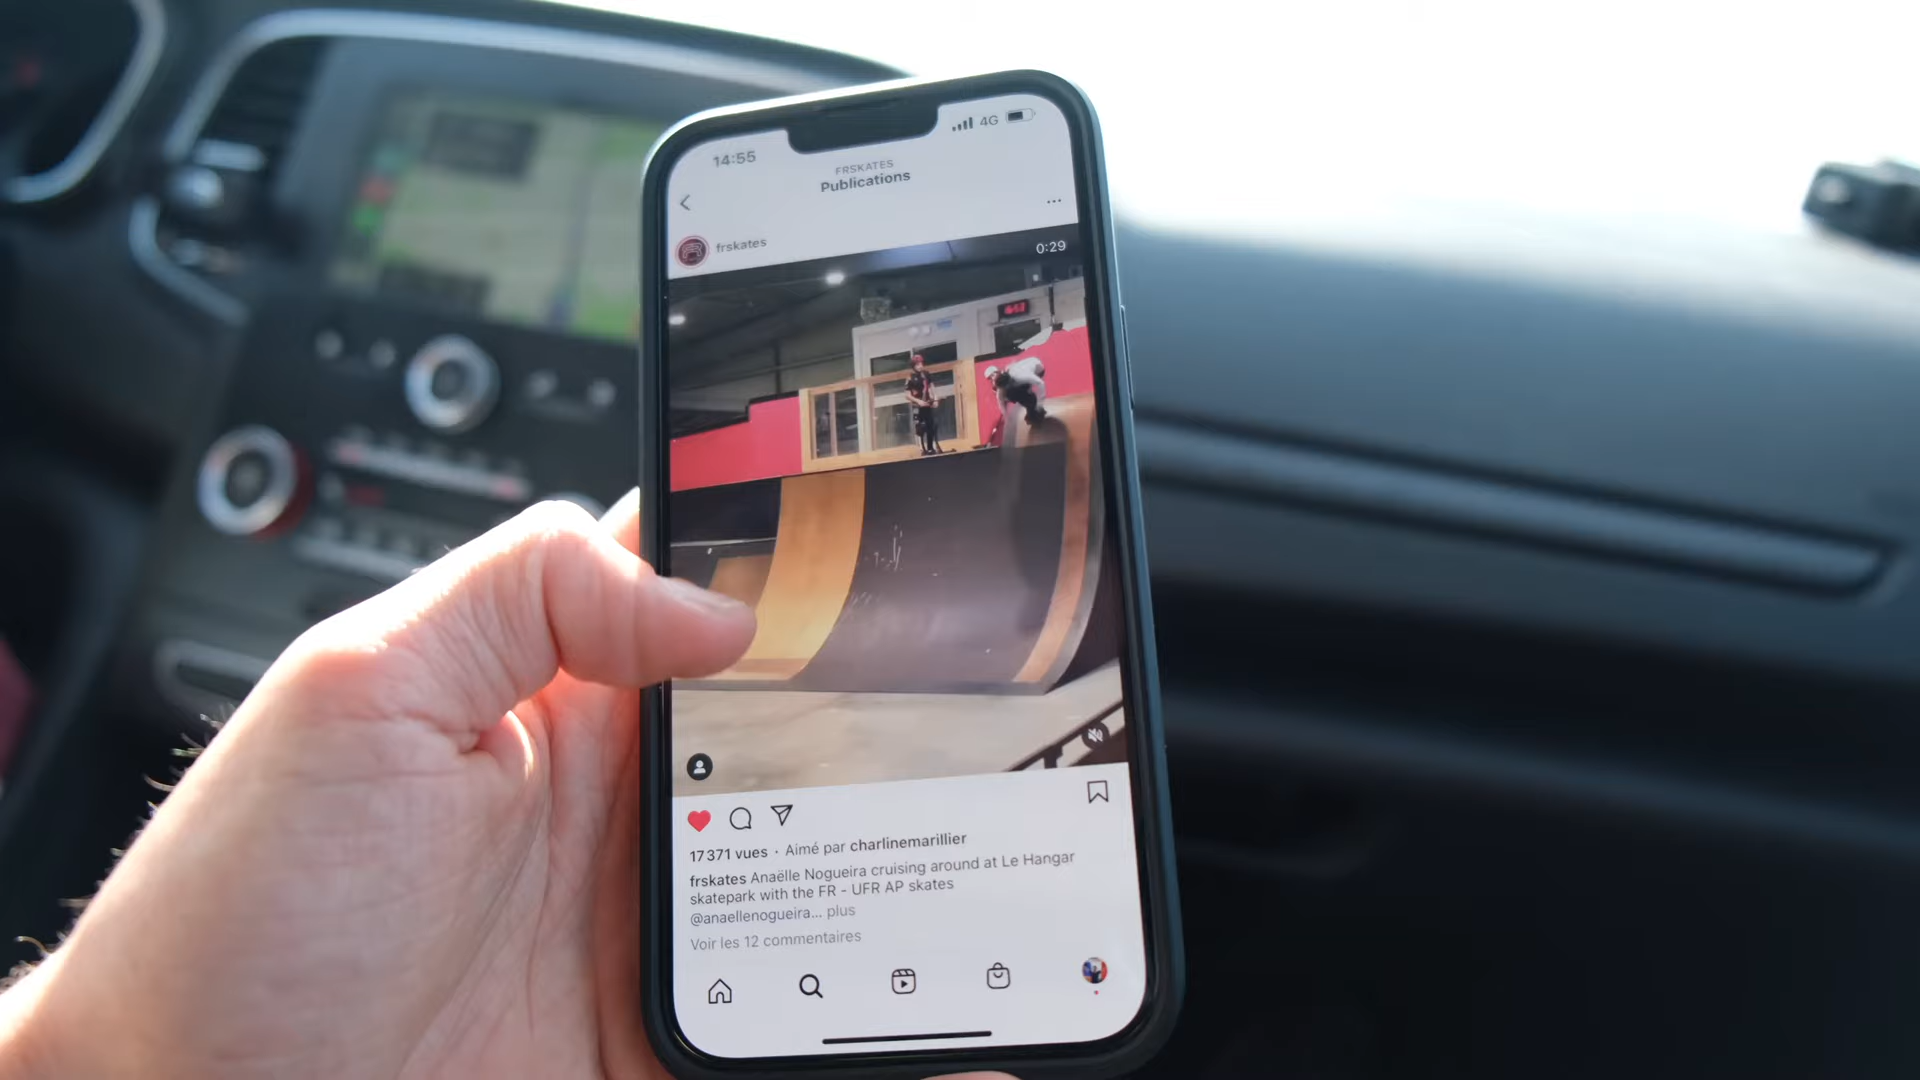 14:55
4G
FRSKATES
Publications
frskates
0:29
17 371 vues · Aimé par charlinemarillier
frskates Anaëlle Nogueira cruising around at Le Hangar
skatepark with the FR - UFR AP skates
@anaellenogueira... plus
Voir les 12 commentaires